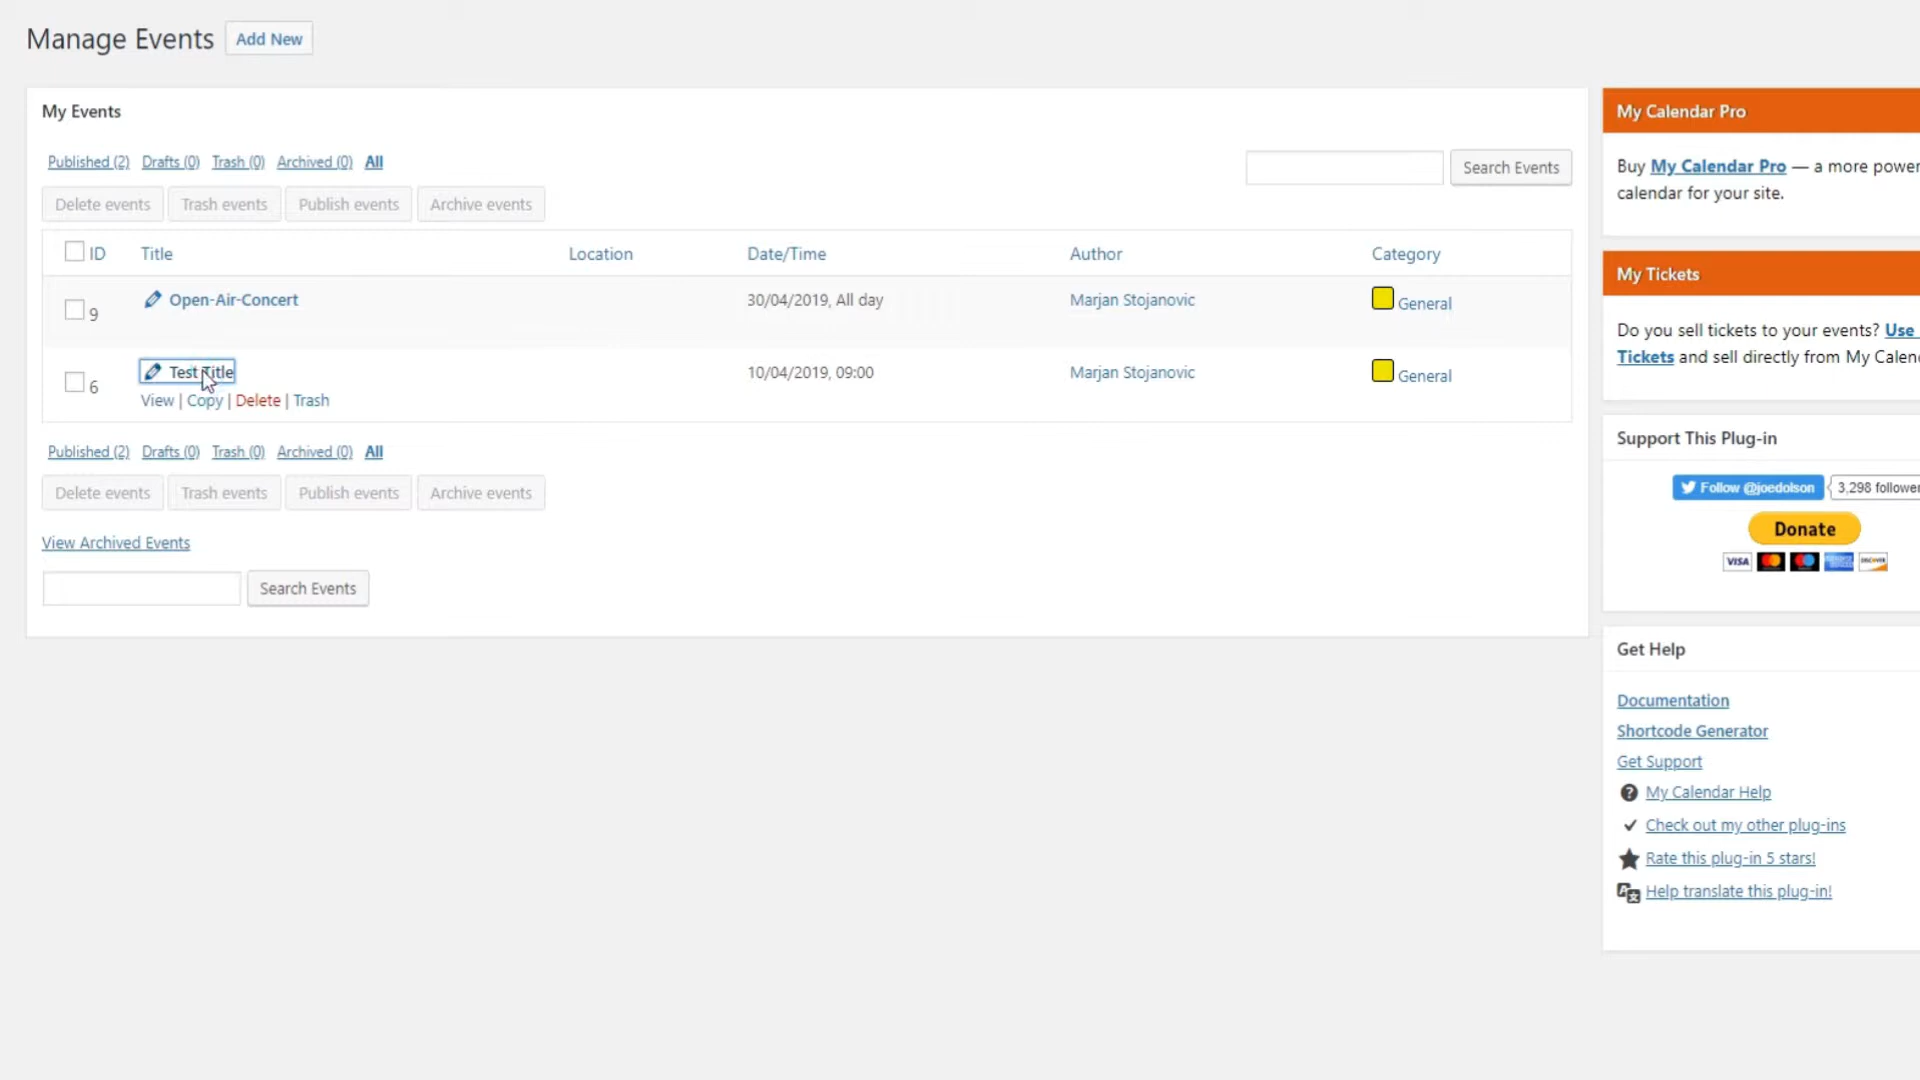 Manage Events Add New
My Events
Published (2) Drafts (0) Trash (0) Archived (0) All
Search Events
Delete events Trash events Publish events Archive events
ID Title Location Date/Time Author Category
9 Open-Air-Concert 30/04/2019, All day Marjan Stojanovic General
6 Test Title 10/04/2019, 09:00 Marjan Stojanovic General
View | Copy | Delete | Trash
Published (2) Drafts (0) Trash (0) Archived (0) All
Delete events Trash events Publish events Archive events
View Archived Events
Search Events
My Calendar Pro
Buy My Calendar Pro — a more power
calendar for your site.
My Tickets
Do you sell tickets to your events? Use
Tickets and sell directly from My Calen
Support This Plug-in
Follow @joedolson 3,298 follower
Donate
VISA DISCOVER
Get Help
Documentation
Shortcode Generator
Get Support
My Calendar Help
Check out my other plug-ins
Rate this plug-in 5 stars!
Help translate this plug-in!